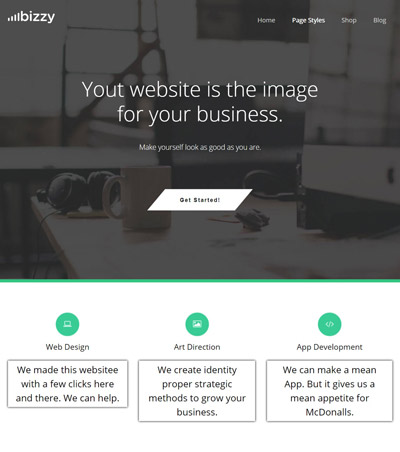 bizzy
Home Page Styles Shop Blog
Yout website is the image
for your business.
Make yourself look as good as you are.
Get Started!
Web Design
We made this websitee
with a few clicks here
and there. We can help.
Art Direction
We create identity
proper strategic
methods to grow your
business.
App Development
We can make a mean
App. But it gives us a
mean appetite for
McDonalls.